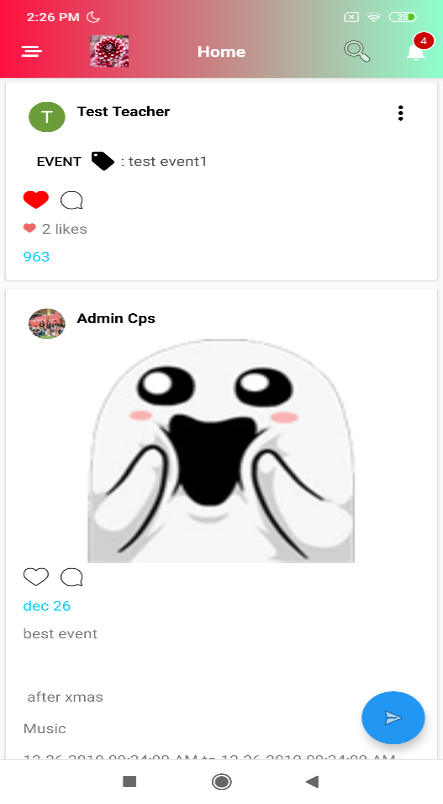 2:26 PM
25
Home
4
T
Test Teacher
EVENT : test event1
2 likes
963
Admin Cps
dec 26
best event
after xmas
Music